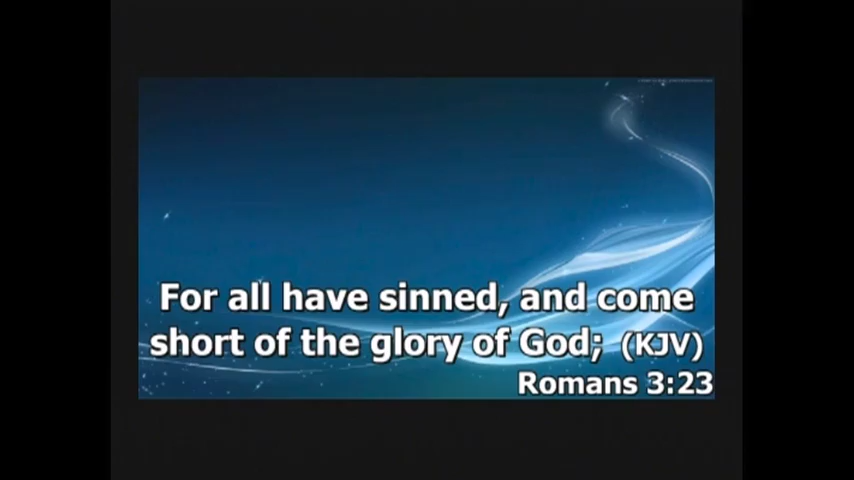 For all have sinned, and come
short of the glory of God; (KJV)
Romans 3:23